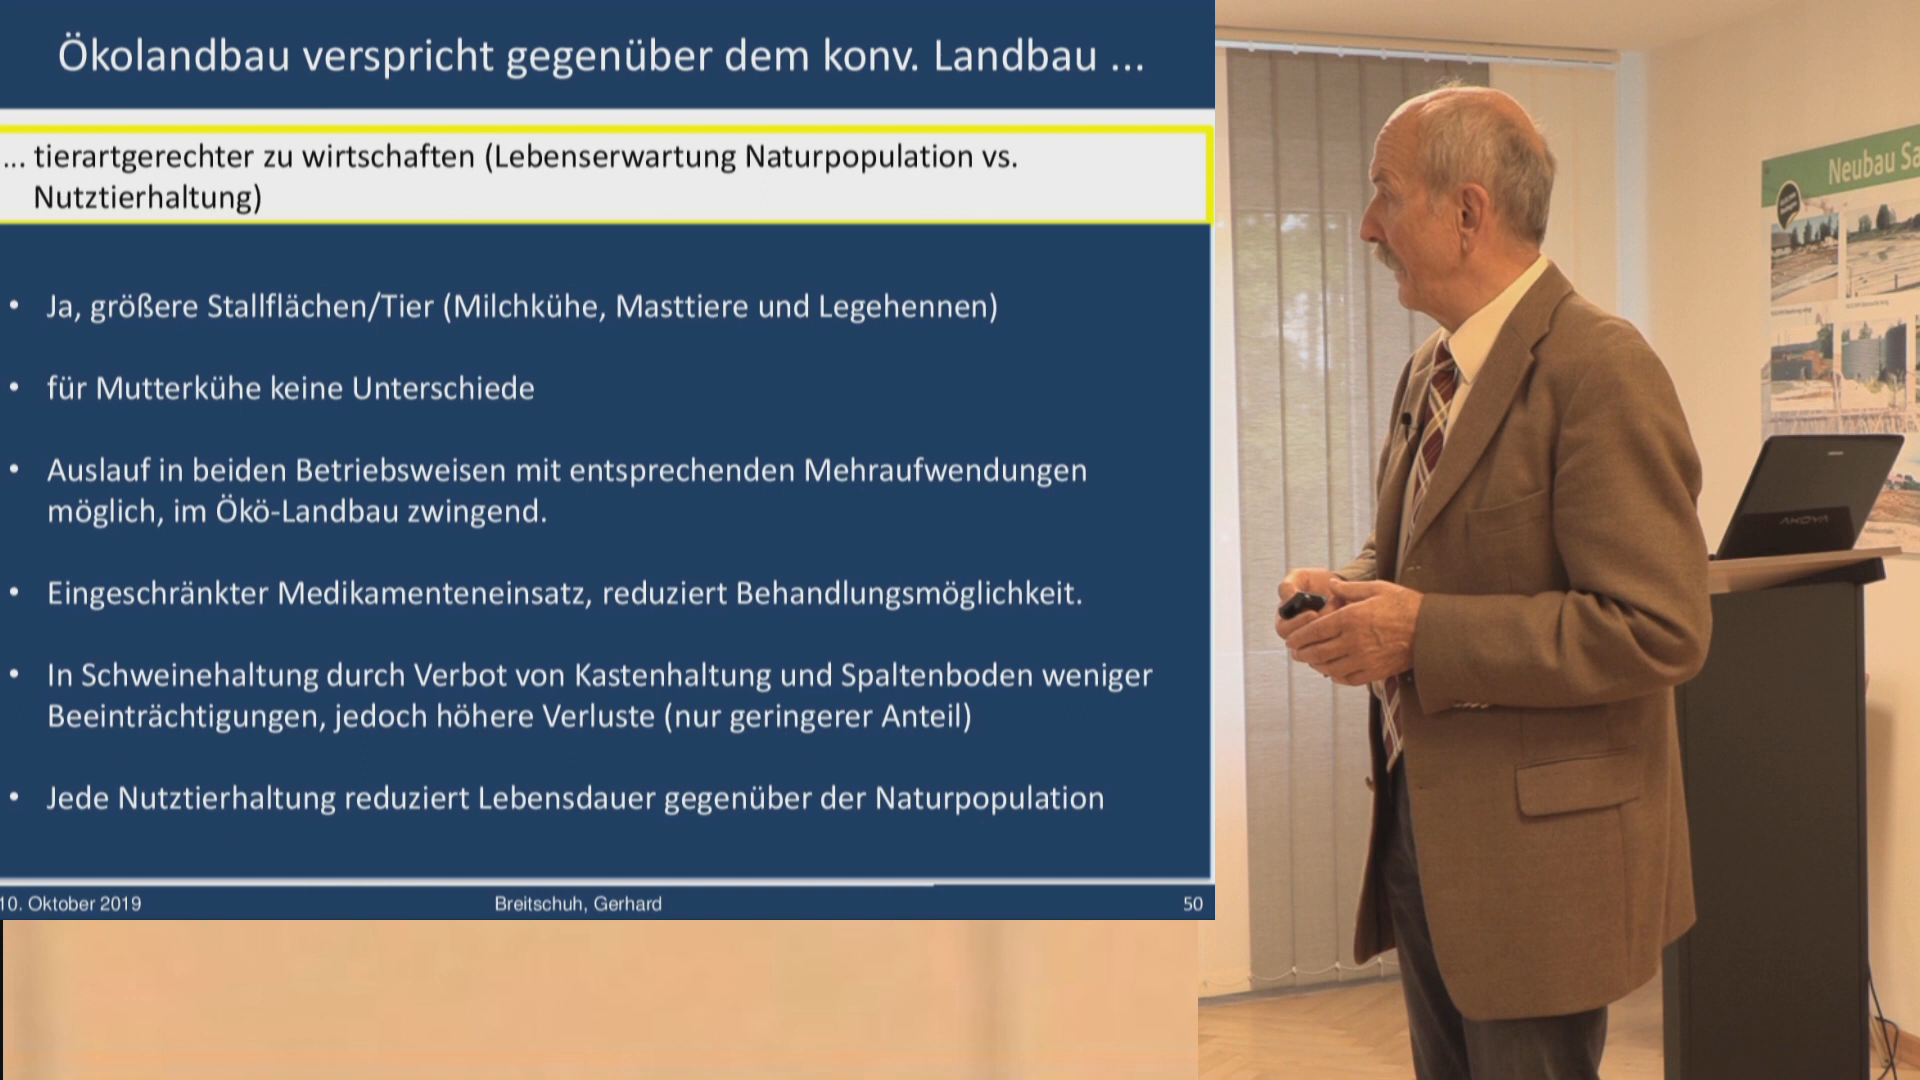 Ökolandbau verspricht gegenüber dem konv. Landbau ...
... tierartgerechter zu wirtschaften (Lebenserwartung Naturpopulation vs.
Nutztierhaltung)
• Ja, größere Stallflächen/Tier (Milchkühe, Masttiere und Legehennen)
• für Mutterkühe keine Unterschiede
• Auslauf in beiden Betriebsweisen mit entsprechenden Mehraufwendungen
möglich, im Ökö-Landbau zwingend.
• Eingeschränkter Medikamenteneinsatz, reduziert Behandlungsmöglichkeit.
• In Schweinehaltung durch Verbot von Kastenhaltung und Spaltenboden weniger
Beeinträchtigungen, jedoch höhere Verluste (nur geringerer Anteil)
• Jede Nutztierhaltung reduziert Lebensdauer gegenüber der Naturpopulation
10. Oktober 2019
Breitschuh, Gerhard
50
Neubau Sa
AKOYA